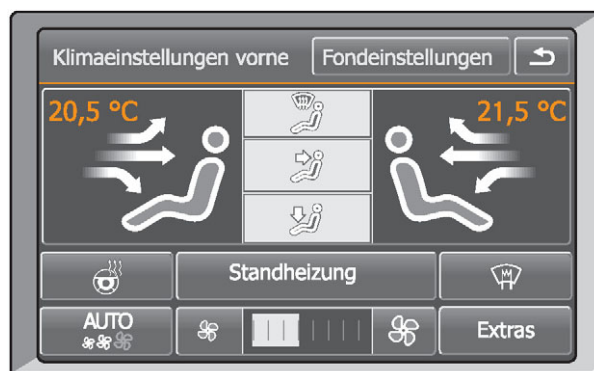 Klimaeinstellungen vorne
Fondeinstellungen
20,5 °C
21,5 °C
Standheizung
AUTO
Extras